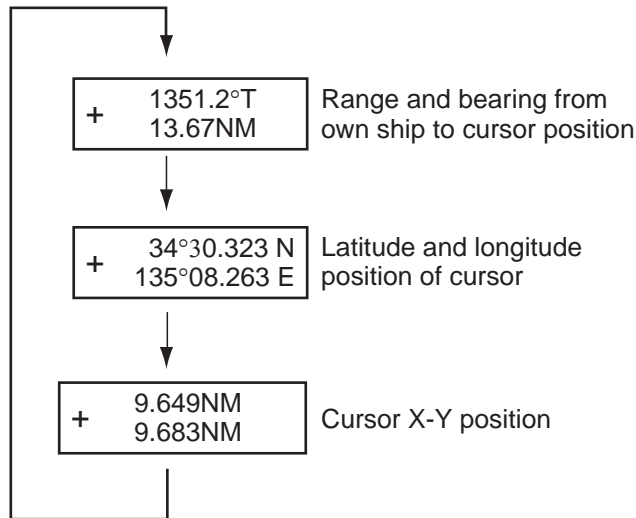 + 1351.2°T
13.67NM
Range and bearing from
own ship to cursor position
+ 34°30.323 N
135°08.263 E
Latitude and longitude
position of cursor
+ 9.649NM
9.683NM
Cursor X-Y position